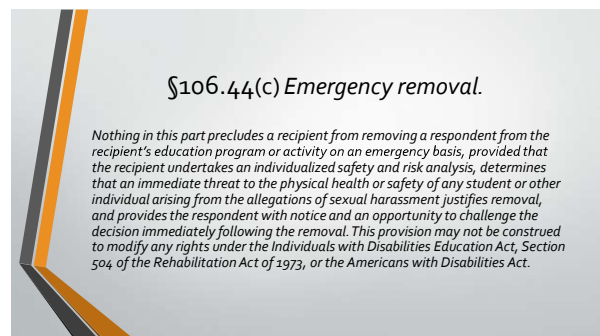 §106.44(c) Emergency removal.
Nothing in this part precludes a recipient from removing a respondent from the
recipient's education program or activity on an emergency basis, provided that
the recipient undertakes an individualized safety and risk analysis, determines
that an immediate threat to the physical health or safety of any student or other
individual arising from the allegations of sexual harassment justifies removal,
and provides the respondent with notice and an opportunity to challenge the
decision immediately following the removal. This provision may not be construed
to modify any rights under the Individuals with Disabilities Education Act, Section
504 of the Rehabilitation Act of 1973, or the Americans with Disabilities Act.